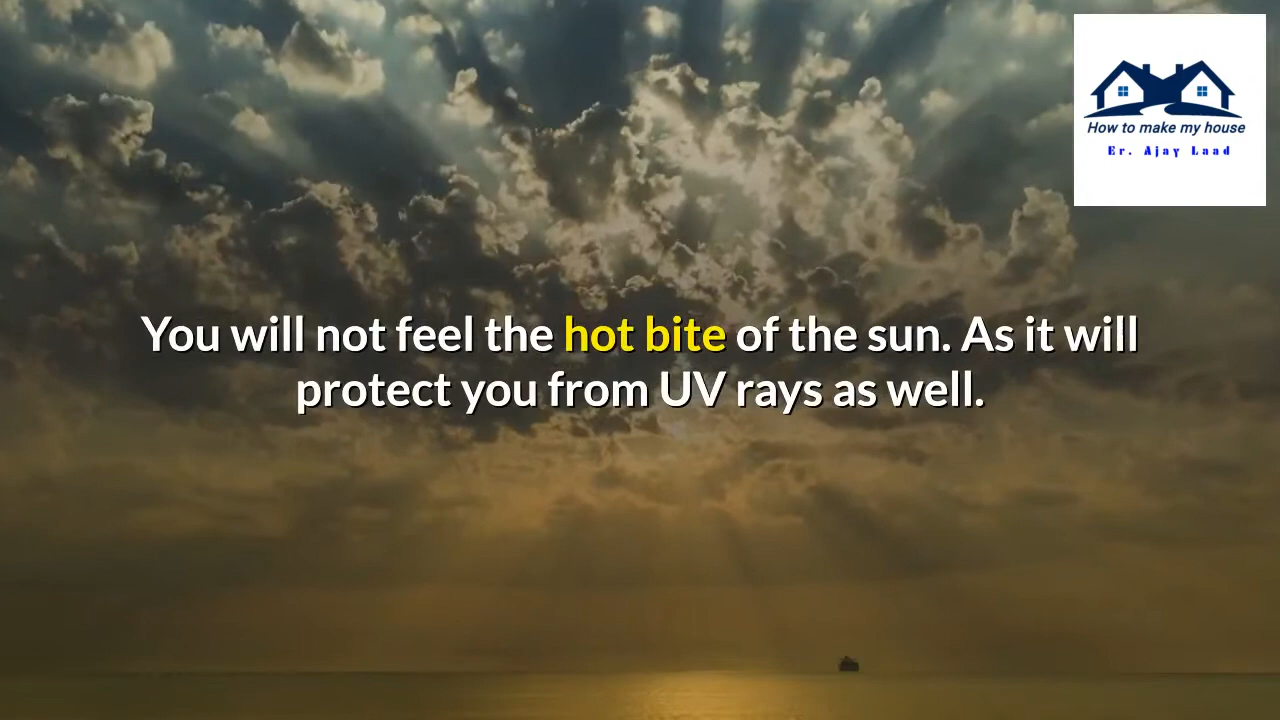 How to make my house
Er. Ajay Laad
You will not feel the hot bite of the sun. As it will
protect you from UV rays as well.